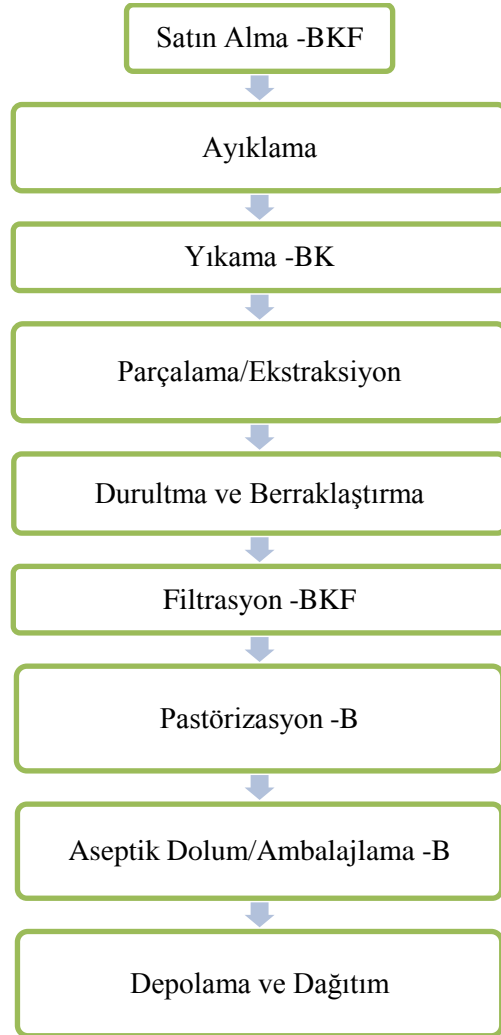 Satın Alma -BKF
Ayıklama
Yıkama -BK
Parçalama/Ekstraksiyon
Durultma ve Berraklaştırma
Filtrasyon -BKF
Pastörizasyon -B
Aseptik Dolum/Ambalajlama -B
Depolama ve Dağıtım